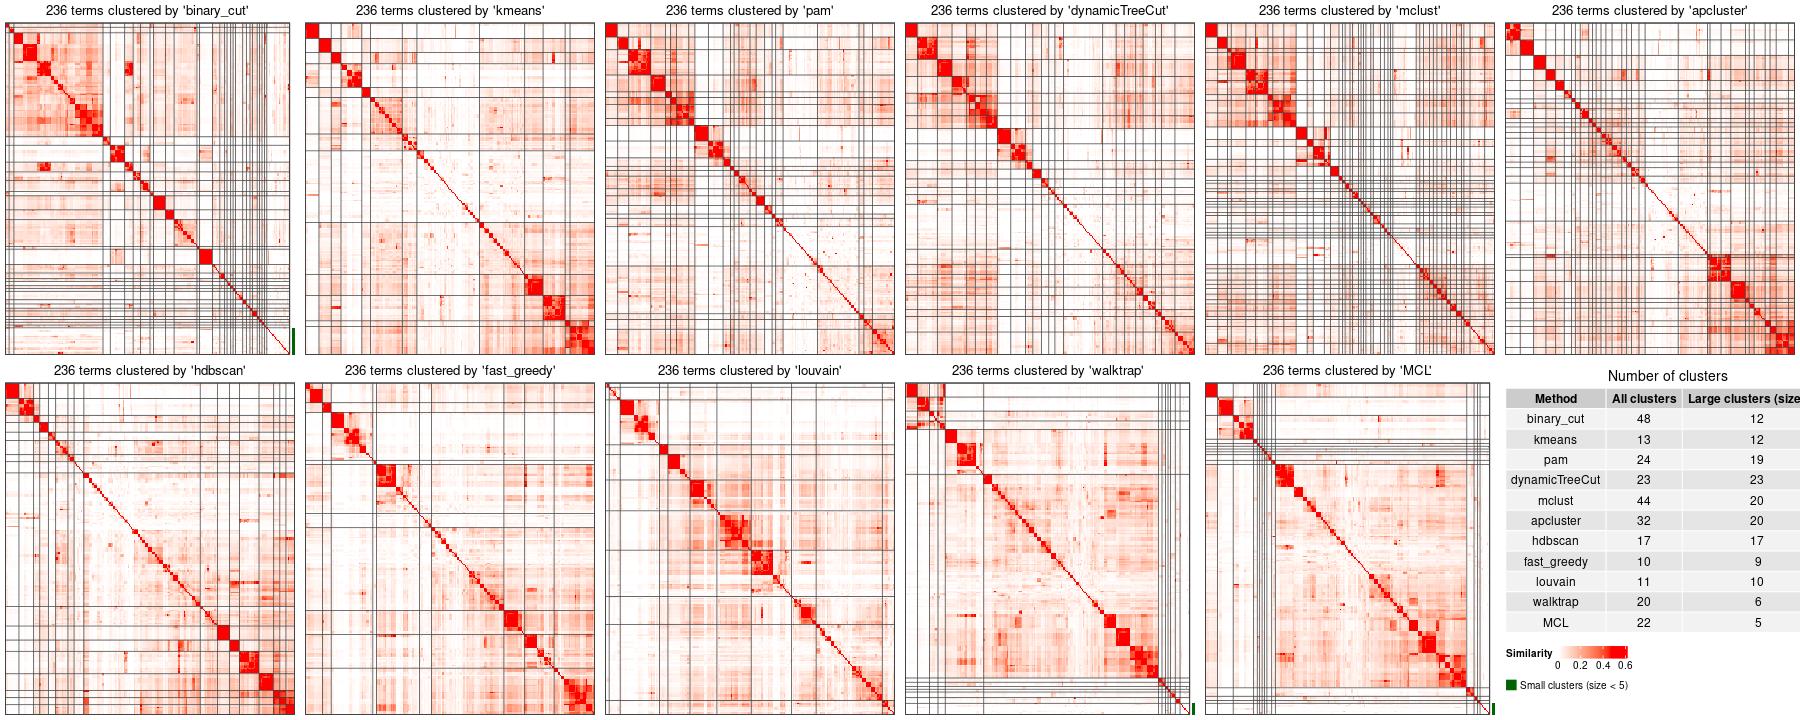 236 terms clustered by 'binary_cut'
236 terms clustered by 'kmeans'
236 terms clustered by 'pam'
236 terms clustered by 'dynamicTreeCut'
236 terms clustered by 'mclust'
236 terms clustered by 'apcluster'
236 terms clustered by 'hdbscan'
236 terms clustered by 'fast_greedy'
236 terms clustered by 'louvain'
236 terms clustered by 'walktrap'
236 terms clustered by 'MCL'
Number of clusters
Method All clusters Large clusters (size
binary_cut 48 12
kmeans 13 12
pam 24 19
dynamicTreeCut 23 23
mclust 44 20
apcluster 32 20
hdbscan 17 17
fast_greedy 10 9
louvain 11 10
walktrap 20 6
MCL 22 5
Similarity
0 0.2 0.4 0.6
Small clusters (size < 5)